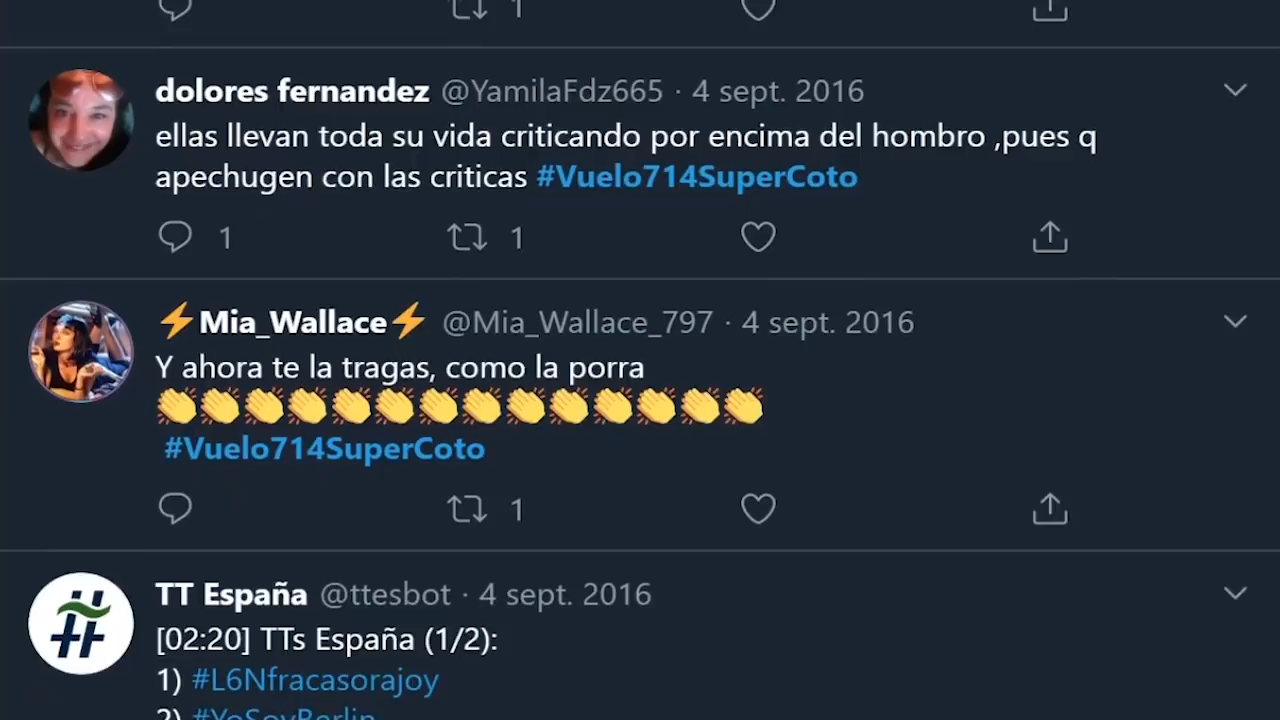 1
dolores fernandez @YamilaFdz665 · 4 sept. 2016
ellas llevan toda su vida criticando por encima del hombro ,pues q
apechugen con las criticas #Vuelo714SuperCoto
1 1
⚡Mia_Wallace⚡ @Mia_Wallace_797 · 4 sept. 2016
Y ahora te la tragas, como la porra
👏👏👏👏👏👏👏👏👏👏👏👏👏👏
#Vuelo714SuperCoto
1
TT España @ttesbot · 4 sept. 2016
[02:20] TTs España (1/2):
1) #L6Nfracasorajoy
2) #YoSoyBerlin